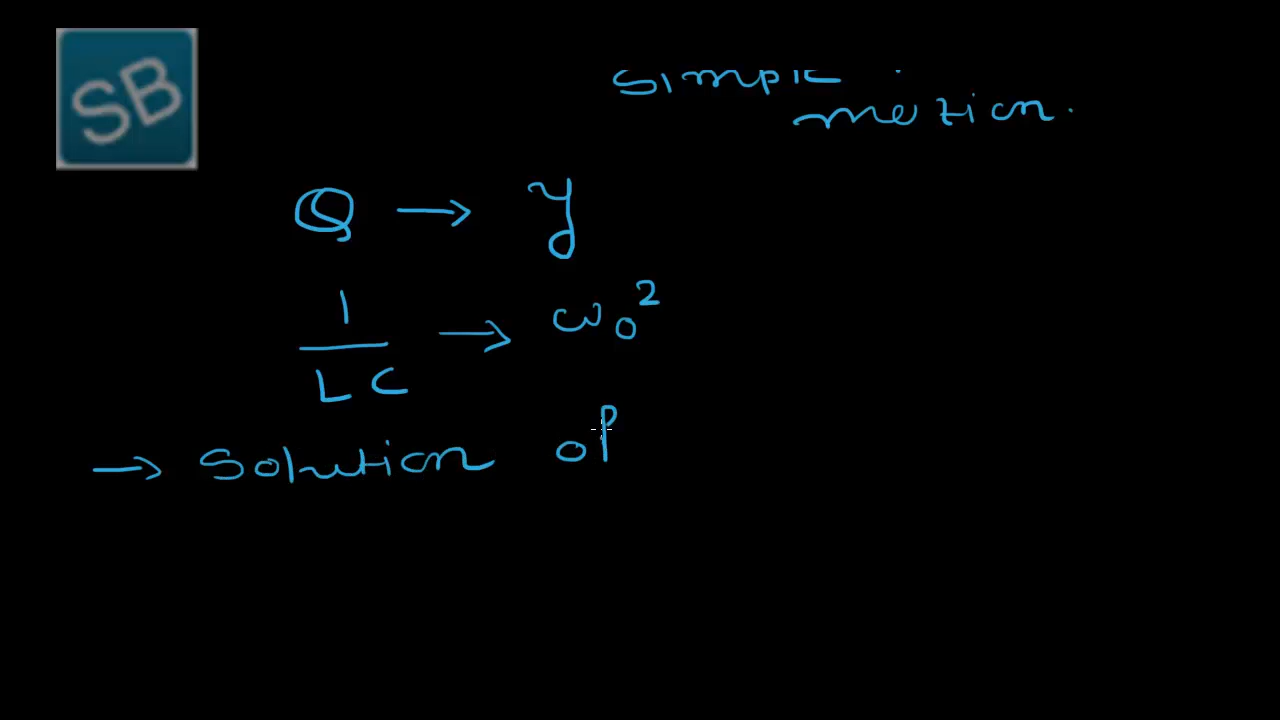 SB
simple
motion.
Q → y
1
LC → ω₀²
→ Solution of